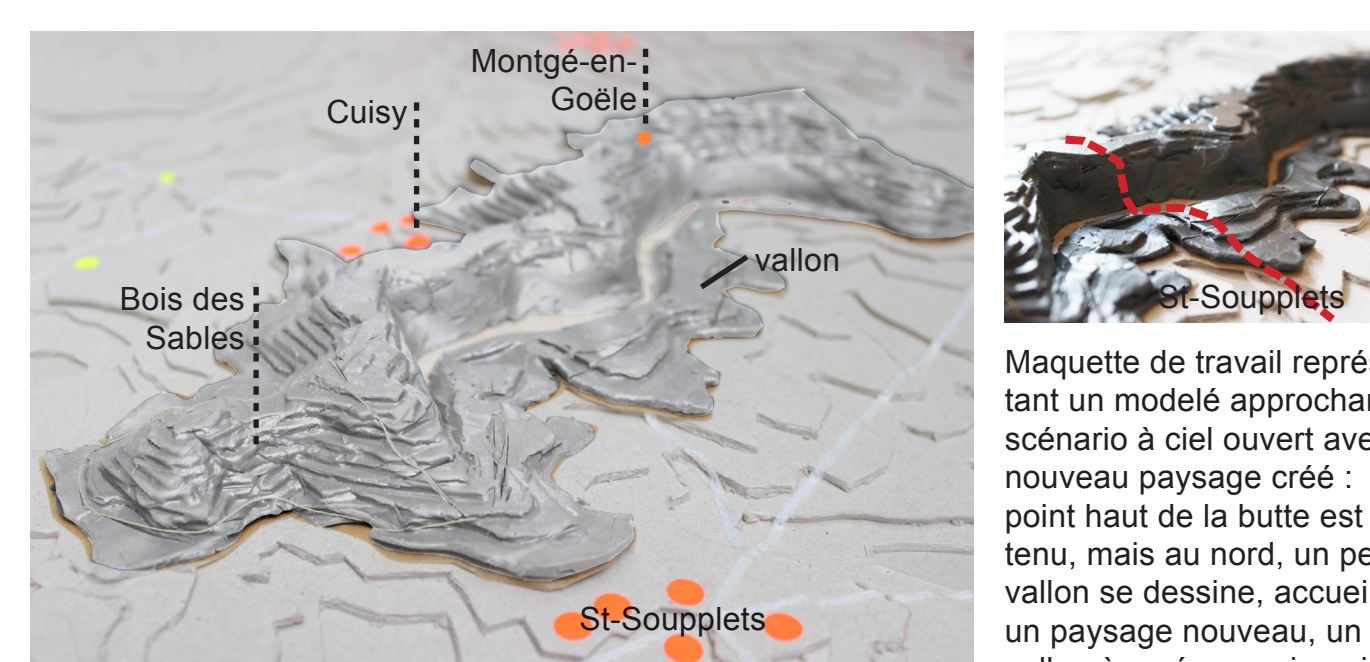 Montgé-en-
Goële
Cuisy
vallon
Bois des
Sables
St-Soupplets
St-Soupplets
Maquette de travail représ
tant un modelé approchan
scénario à ciel ouvert ave
nouveau paysage créé :
point haut de la butte est
tenu, mais au nord, un pe
vallon se dessine, accuei
un paysage nouveau, un